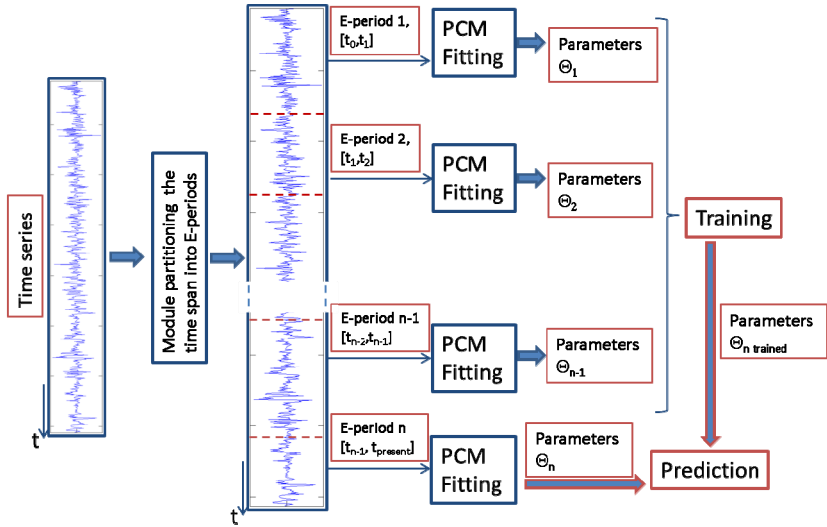 Time series
t
Module partitioning the
time span into E-periods
t
E-period 1,
[t₀,t₁]
PCM
Fitting
Parameters
Θ₁
E-period 2,
[t₁,t₂]
PCM
Fitting
Parameters
Θ₂
E-period n-1
[tₙ₋₂,tₙ₋₁]
PCM
Fitting
Parameters
Θₙ₋₁
E-period n
[tₙ₋₁, t_present]
PCM
Fitting
Parameters
Θₙ
Training
Parameters
Θₙ trained
Prediction